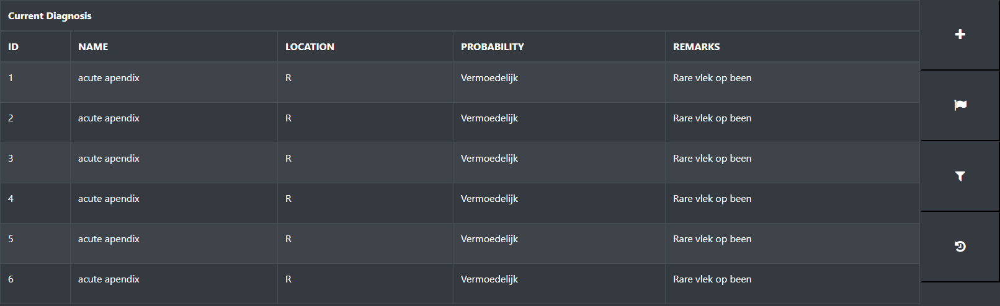 Current Diagnosis
ID NAME LOCATION PROBABILITY REMARKS
1 acute apendix R Vermoedelijk Rare vlek op been
2 acute apendix R Vermoedelijk Rare vlek op been
3 acute apendix R Vermoedelijk Rare vlek op been
4 acute apendix R Vermoedelijk Rare vlek op been
5 acute apendix R Vermoedelijk Rare vlek op been
6 acute apendix R Vermoedelijk Rare vlek op been